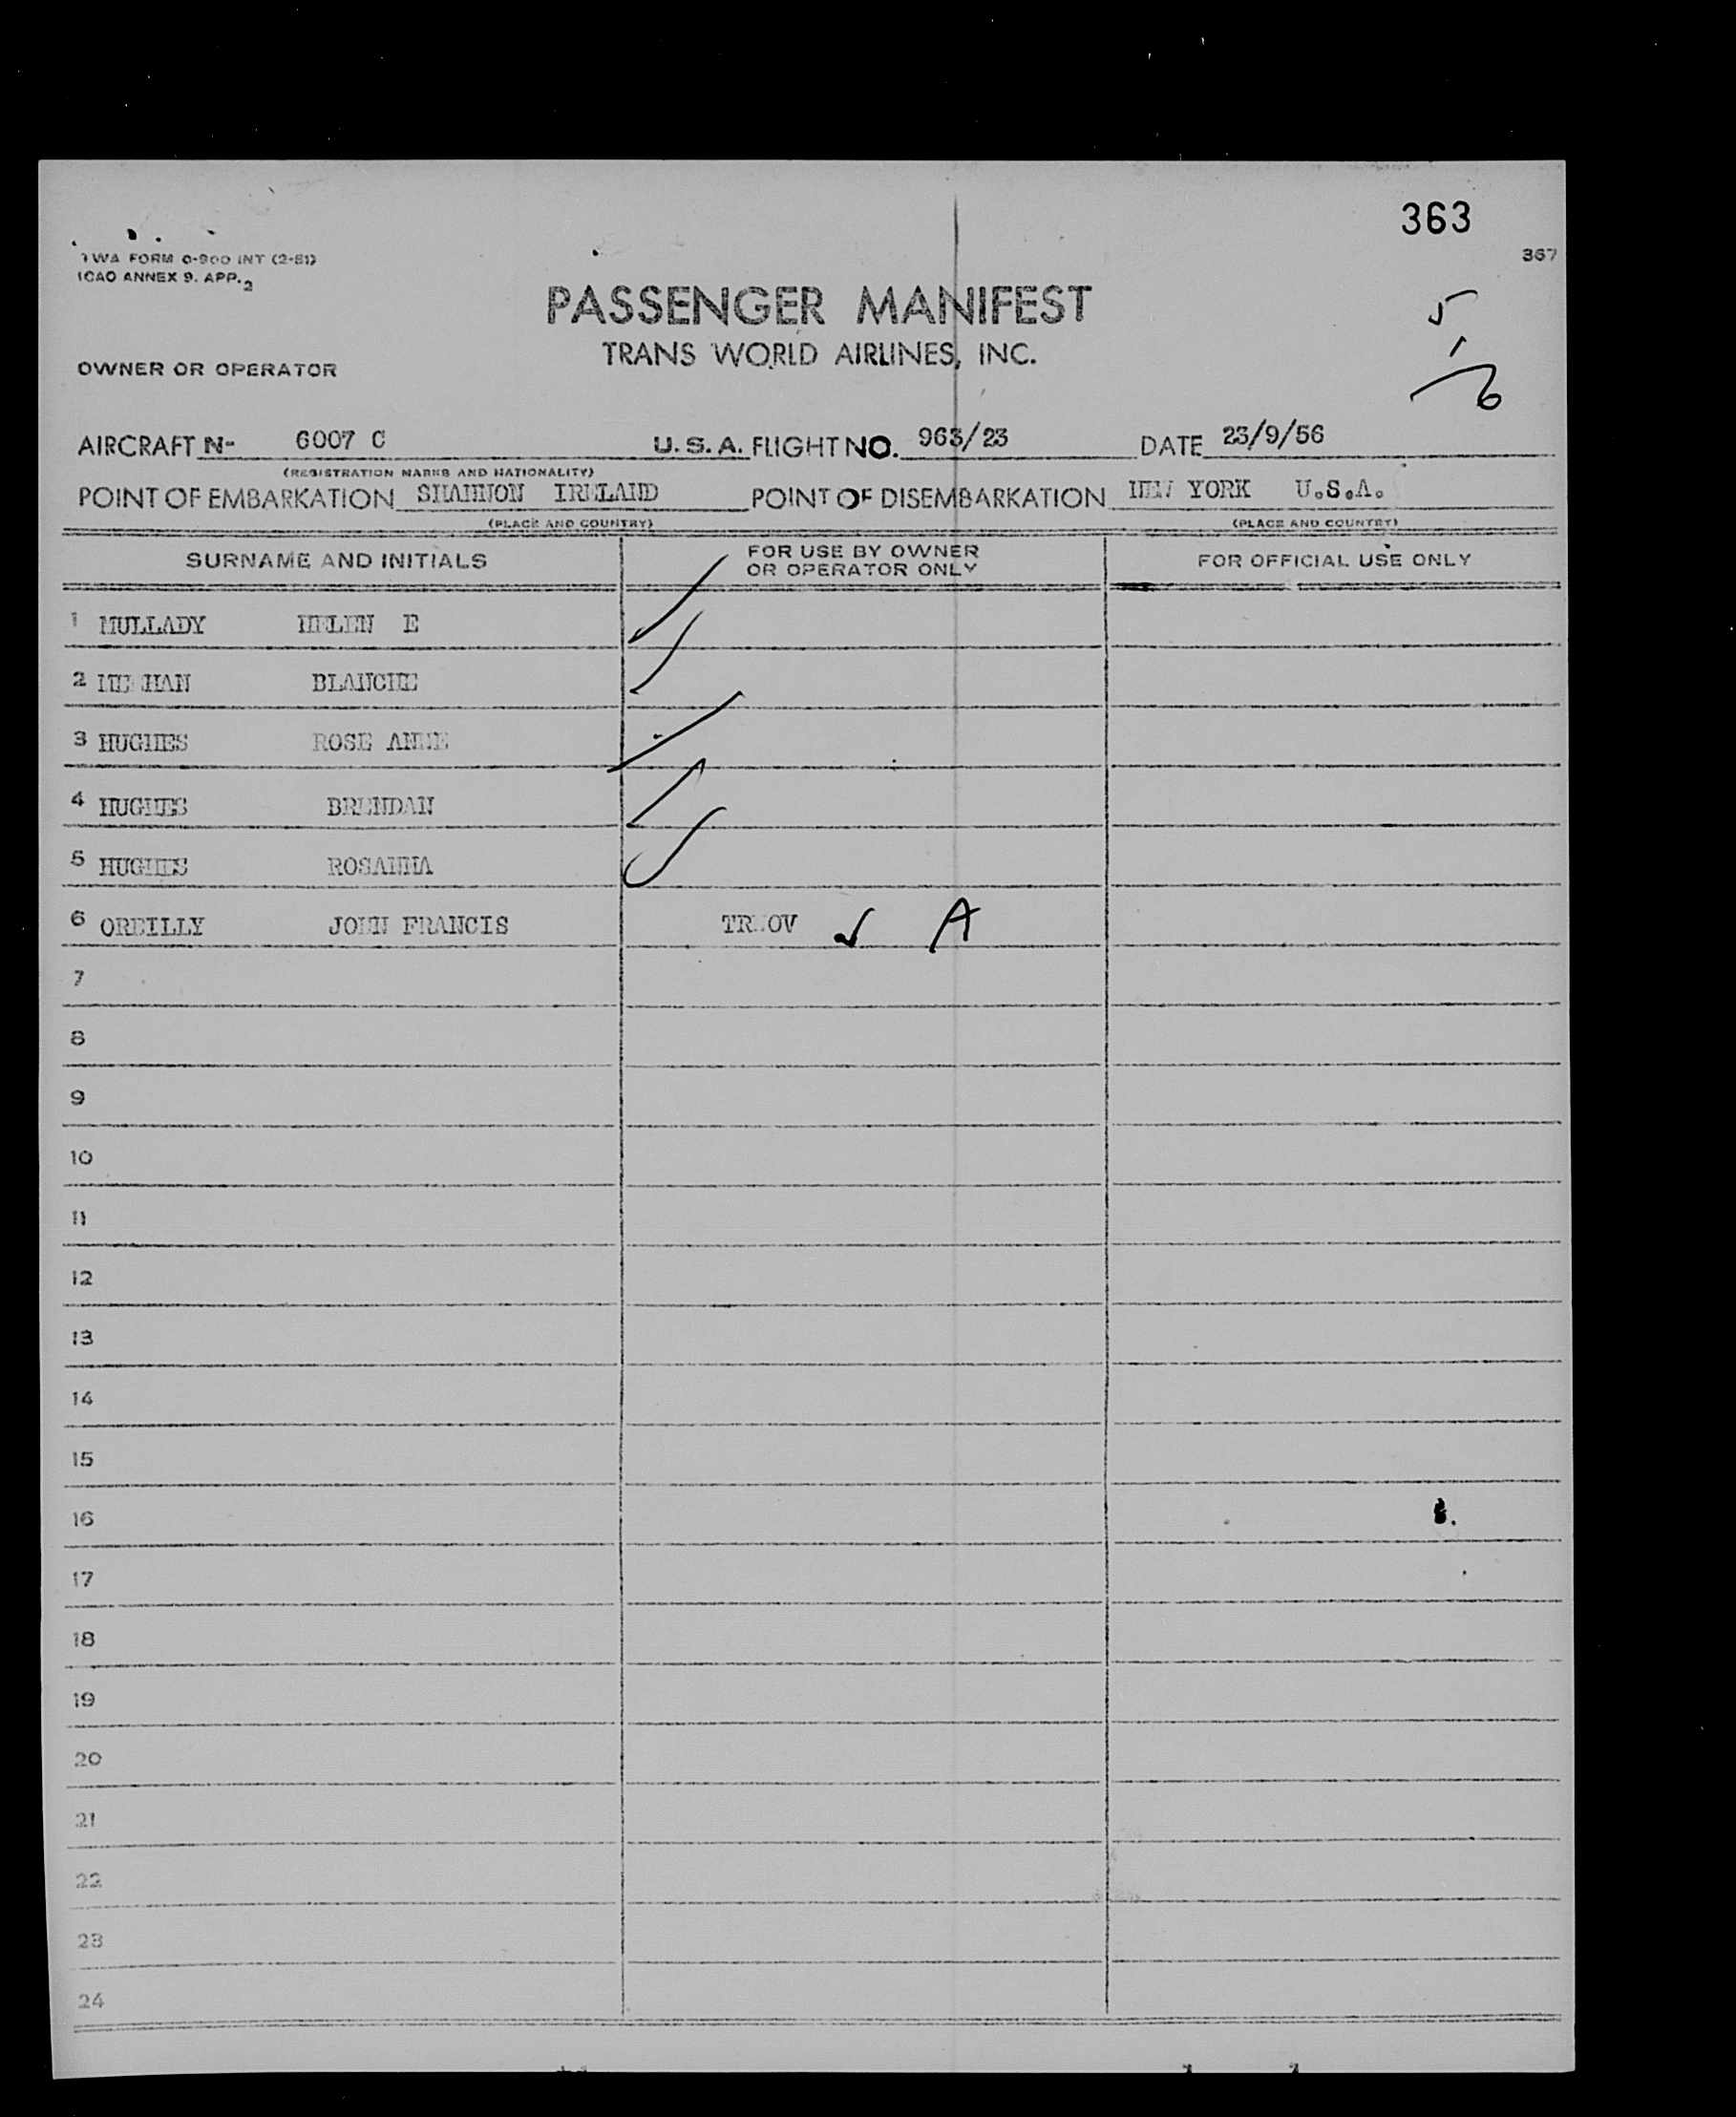 363
367
TWA FORM O-900 INT (2-51)
ICAO ANNEX 9. APP. 2
PASSENGER MANIFEST
5
TRANS WORLD AIRLINES, INC.
1
OWNER OR OPERATOR
6
AIRCRAFT N- 6007 C U.S.A. FLIGHT NO. 963/23 DATE 23/9/56
(REGISTRATION MARKS AND NATIONALITY)
POINT OF EMBARKATION SHANNON IRELAND POINT OF DISEMBARKATION NEW YORK U.S.A.
(PLACE AND COUNTRY) (PLACE AND COUNTRY)
SURNAME AND INITIALS FOR USE BY OWNER OR OPERATOR ONLY FOR OFFICIAL USE ONLY
1 MULLADY HELEN E
2 MEEHAN BLANCHE
3 HUGHES ROSE ANNE
4 HUGHES BRENDAN
5 HUGHES ROSANNA
6 OREILLY JOHN FRANCIS A
7
8
9
10
11
12
13
14
15
16
17
18
19
20
21
22
23
24